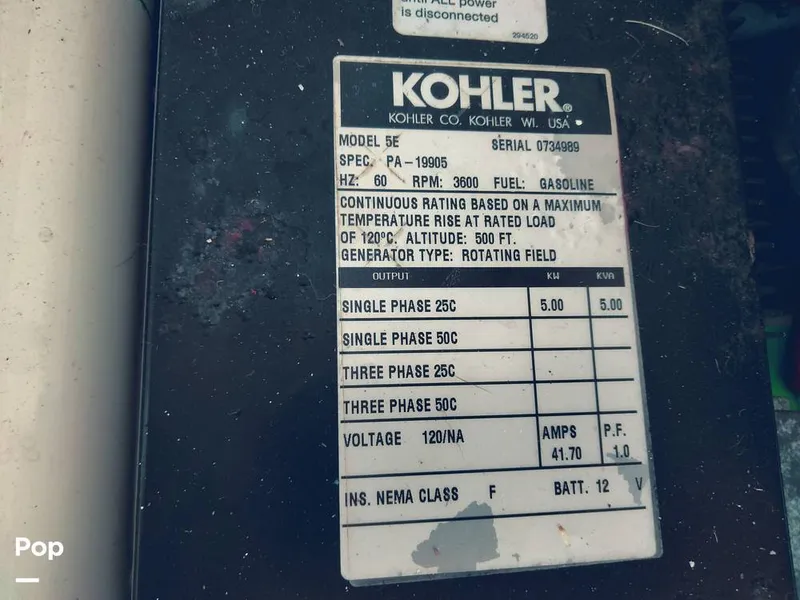 until ALL power
is disconnected
294520
KOHLER®
KOHLER CO. KOHLER WI. USA
MODEL 5E SERIAL 0734989
SPEC. PA-19905
HZ: 60 RPM: 3600 FUEL: GASOLINE
CONTINUOUS RATING BASED ON A MAXIMUM
TEMPERATURE RISE AT RATED LOAD
OF 120ºC. ALTITUDE: 500 FT.
GENERATOR TYPE: ROTATING FIELD
OUTPUT KW KVA
SINGLE PHASE 25C 5.00 5.00
SINGLE PHASE 50C
THREE PHASE 25C
THREE PHASE 50C
VOLTAGE 120/NA AMPS 41.70 P.F. 1.0
INS. NEMA CLASS F BATT. 12 V
Pop